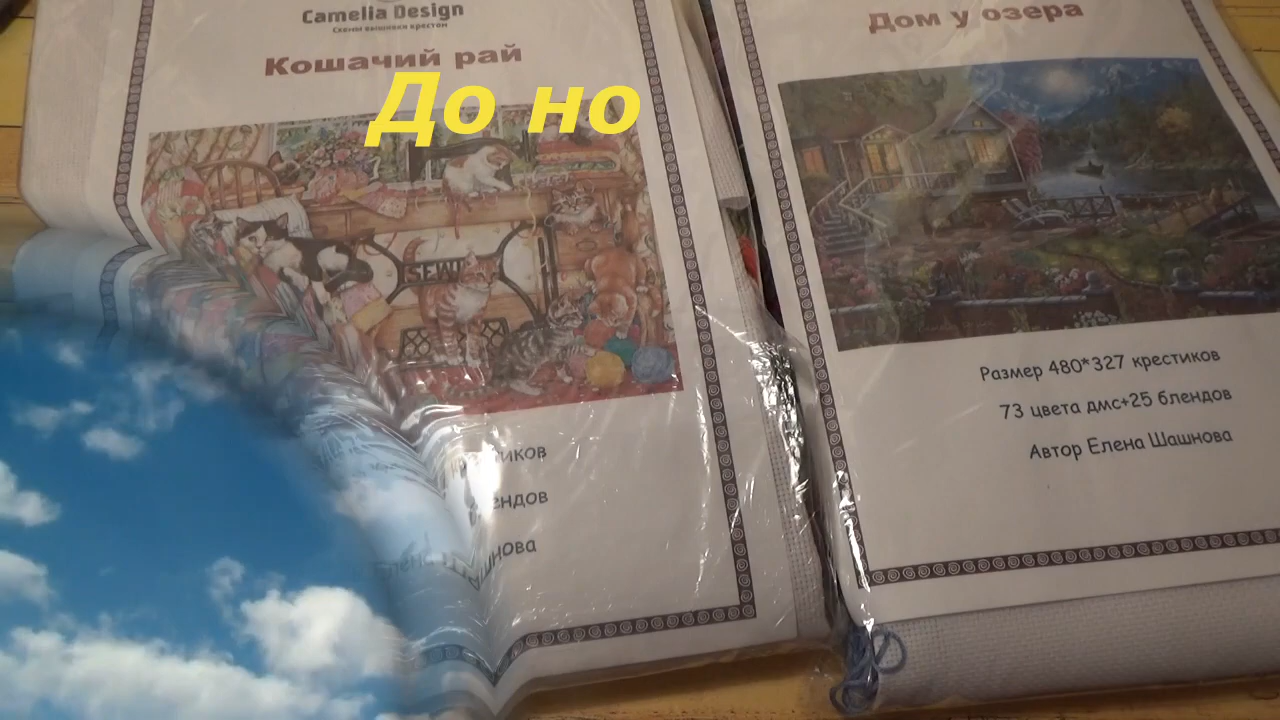 Camelia Design
Схемы вышивки крестом
Кошачий рай
До но
SEWI
тиков
ендов
нова
Дом у озера
Размер 480*327 крестиков
73 цвета дмс+25 блендов
Автор Елена Шашнова